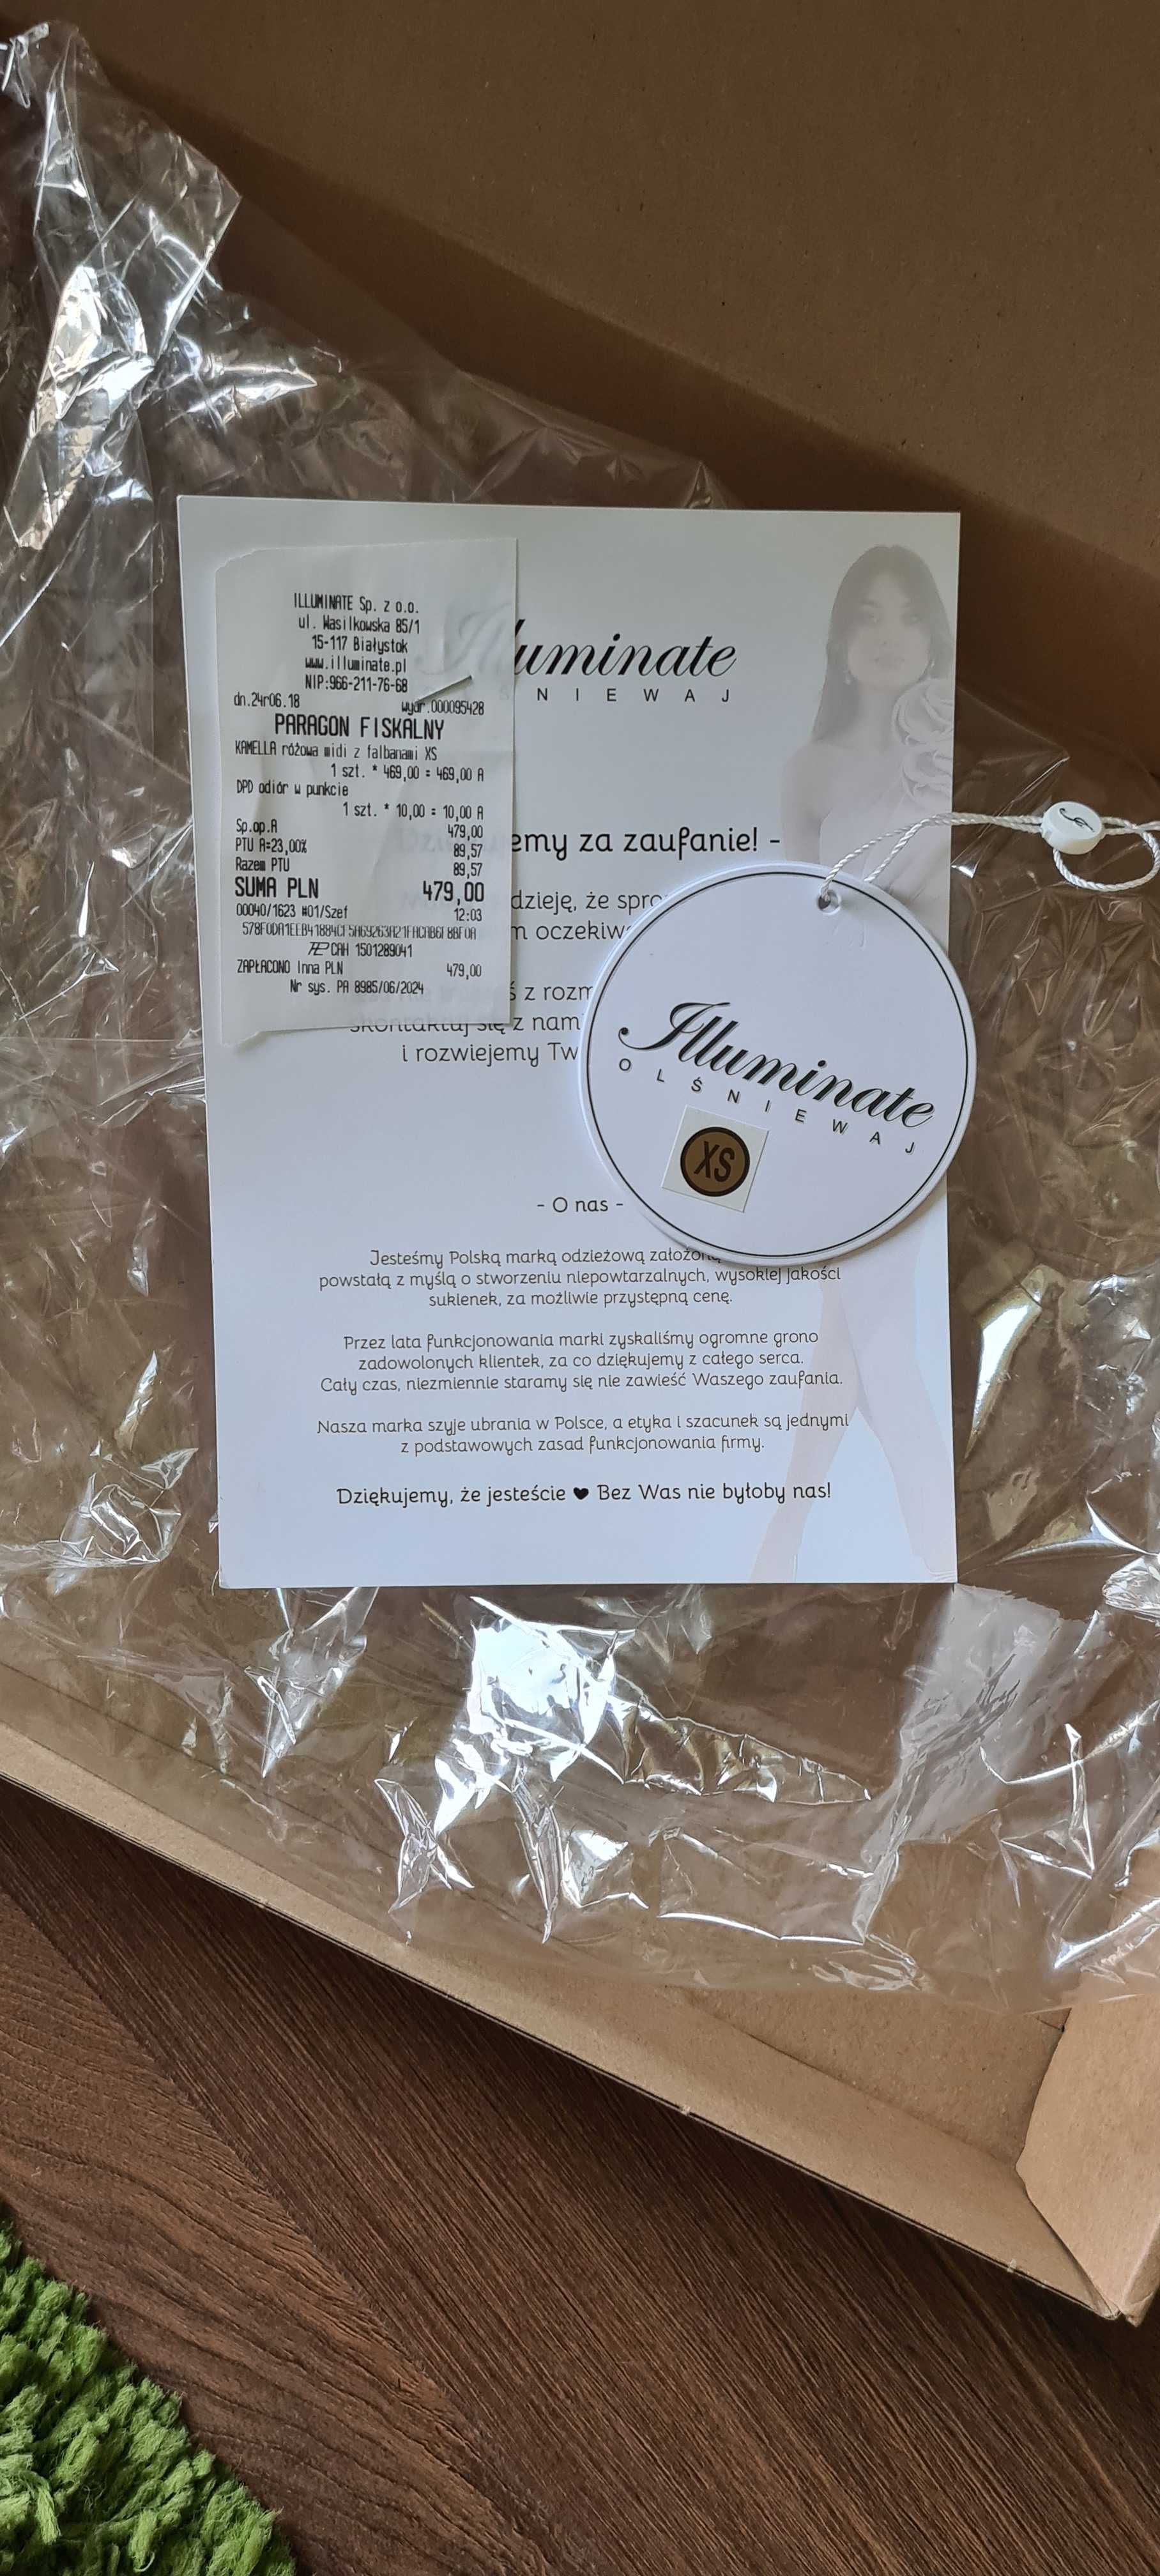 ILLUMINATE Sp. z o.o.
ul. Wasilkowska 85/1
15-117 Białystok
www.illuminate.pl
NIP:966-211-76-68
dn.24r06.18 wydr.000095428
PARAGON FISKALNY
KAMELLA różowa midi z falbanami XS
1 szt. * 469,00 = 469,00 A
DPD odiór w punkcie
1 szt. * 10,00 = 10,00 A
Sp.op.A 479,00
PTU A=23,00% 89,57
Razem PTU 89,57
SUMA PLN 479,00
00040/1623 #01/Szef 12:03
CAH 1501289041
ZAPŁACONO Inna PLN 479,00
Nr sys. PA 8985/06/2024
luminate
N I E W A J
emy za zaufanie! -
dzieję, że spro
m oczekiw
ś z rozm
skontaktuj się z nam
i rozwiejemy Tw
Illuminate
OLŚNIEWAJ
XS
- O nas -
Jesteśmy Polską marką odzieżową założon
powstałą z myślą o stworzeniu niepowtarzalnych, wysokiej jakości
sukienek, za możliwie przystępną cenę.
Przez lata funkcjonowania marki zyskaliśmy ogromne grono
zadowolonych klientek, za co dziękujemy z całego serca.
Cały czas, niezmiennie staramy się nie zawieść Waszego zaufania.
Nasza marka szyje ubrania w Polsce, a etyka i szacunek są jednymi
z podstawowych zasad funkcjonowania firmy.
Dziękujemy, że jesteście ♥ Bez Was nie byłoby nas!